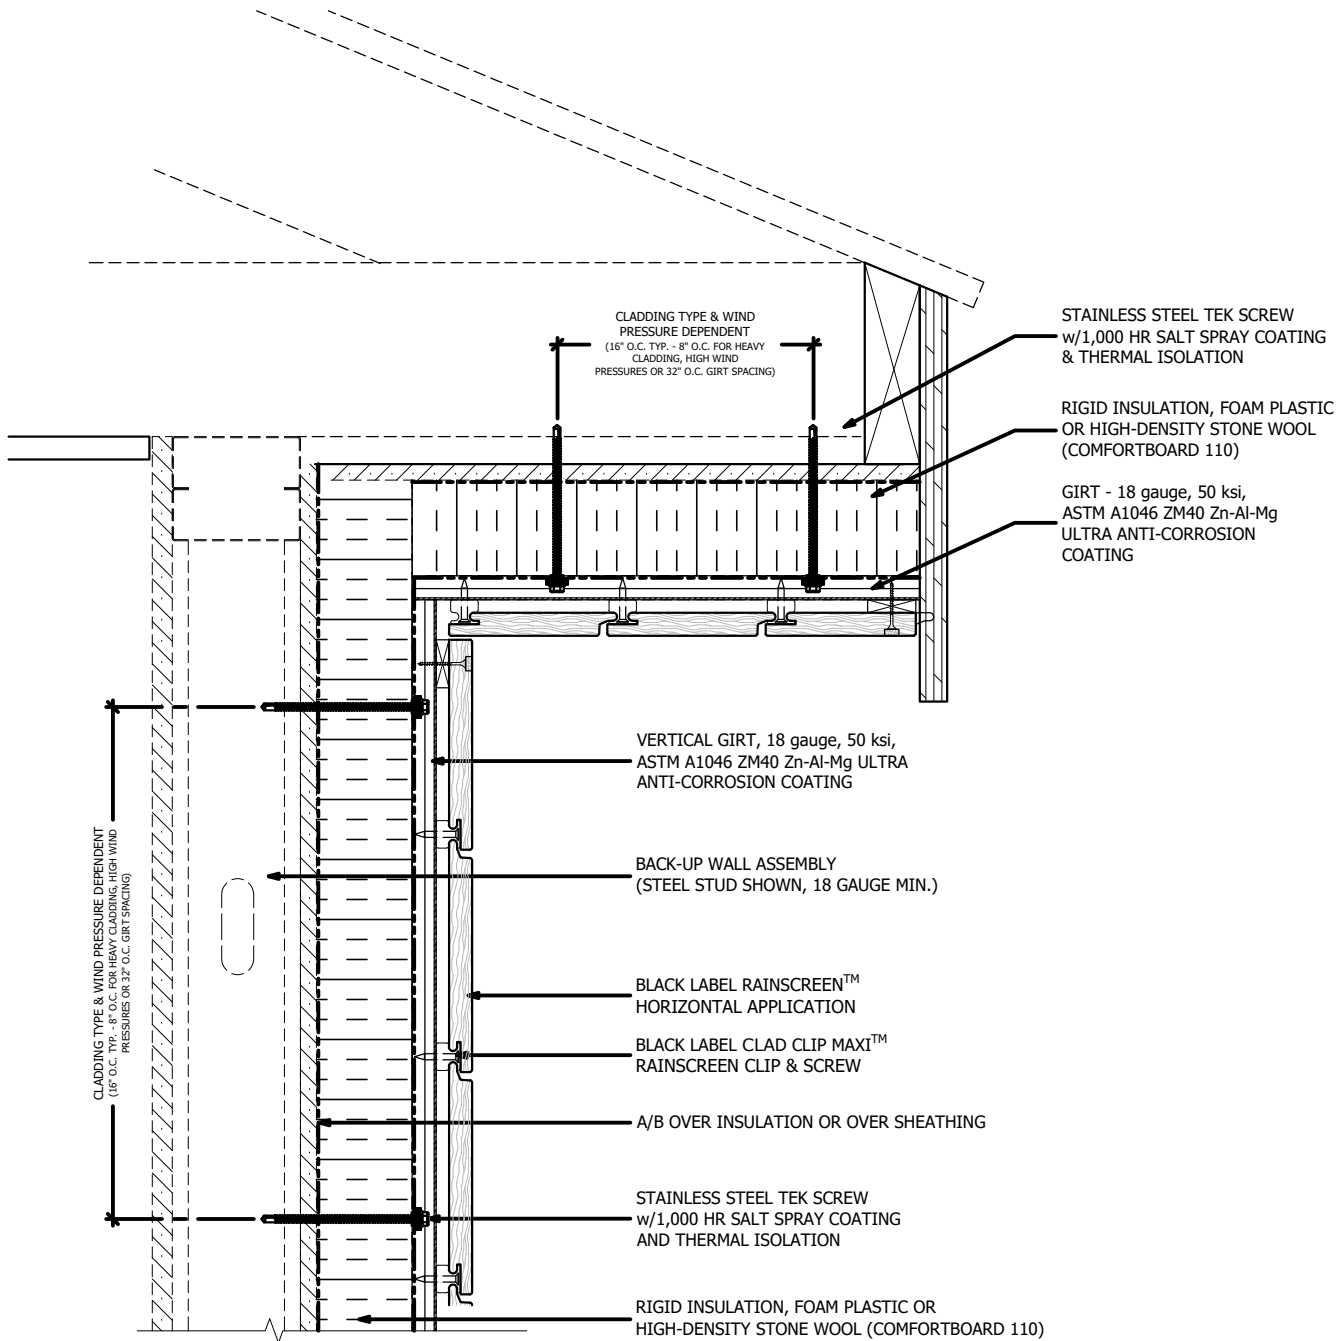 CLADDING TYPE & WIND
PRESSURE DEPENDENT
(16" O.C. TYP. - 8" O.C. FOR HEAVY
CLADDING, HIGH WIND
PRESSURES OR 32" O.C. GIRT SPACING)
STAINLESS STEEL TEK SCREW
w/1,000 HR SALT SPRAY COATING
& THERMAL ISOLATION
RIGID INSULATION, FOAM PLASTIC
OR HIGH-DENSITY STONE WOOL
(COMFORTBOARD 110)
GIRT - 18 gauge, 50 ksi,
ASTM A1046 ZM40 Zn-Al-Mg
ULTRA ANTI-CORROSION
COATING
VERTICAL GIRT, 18 gauge, 50 ksi,
ASTM A1046 ZM40 Zn-Al-Mg ULTRA
ANTI-CORROSION COATING
CLADDING TYPE & WIND PRESSURE DEPENDENT
(16" O.C. TYP. - 8" O.C. FOR HEAVY CLADDING, HIGH WIND
PRESSURES OR 32" O.C. GIRT SPACING)
BACK-UP WALL ASSEMBLY
(STEEL STUD SHOWN, 18 GAUGE MIN.)
BLACK LABEL RAINSCREEN™
HORIZONTAL APPLICATION
BLACK LABEL CLAD CLIP MAXI™
RAINSCREEN CLIP & SCREW
A/B OVER INSULATION OR OVER SHEATHING
STAINLESS STEEL TEK SCREW
w/1,000 HR SALT SPRAY COATING
AND THERMAL ISOLATION
RIGID INSULATION, FOAM PLASTIC OR
HIGH-DENSITY STONE WOOL (COMFORTBOARD 110)